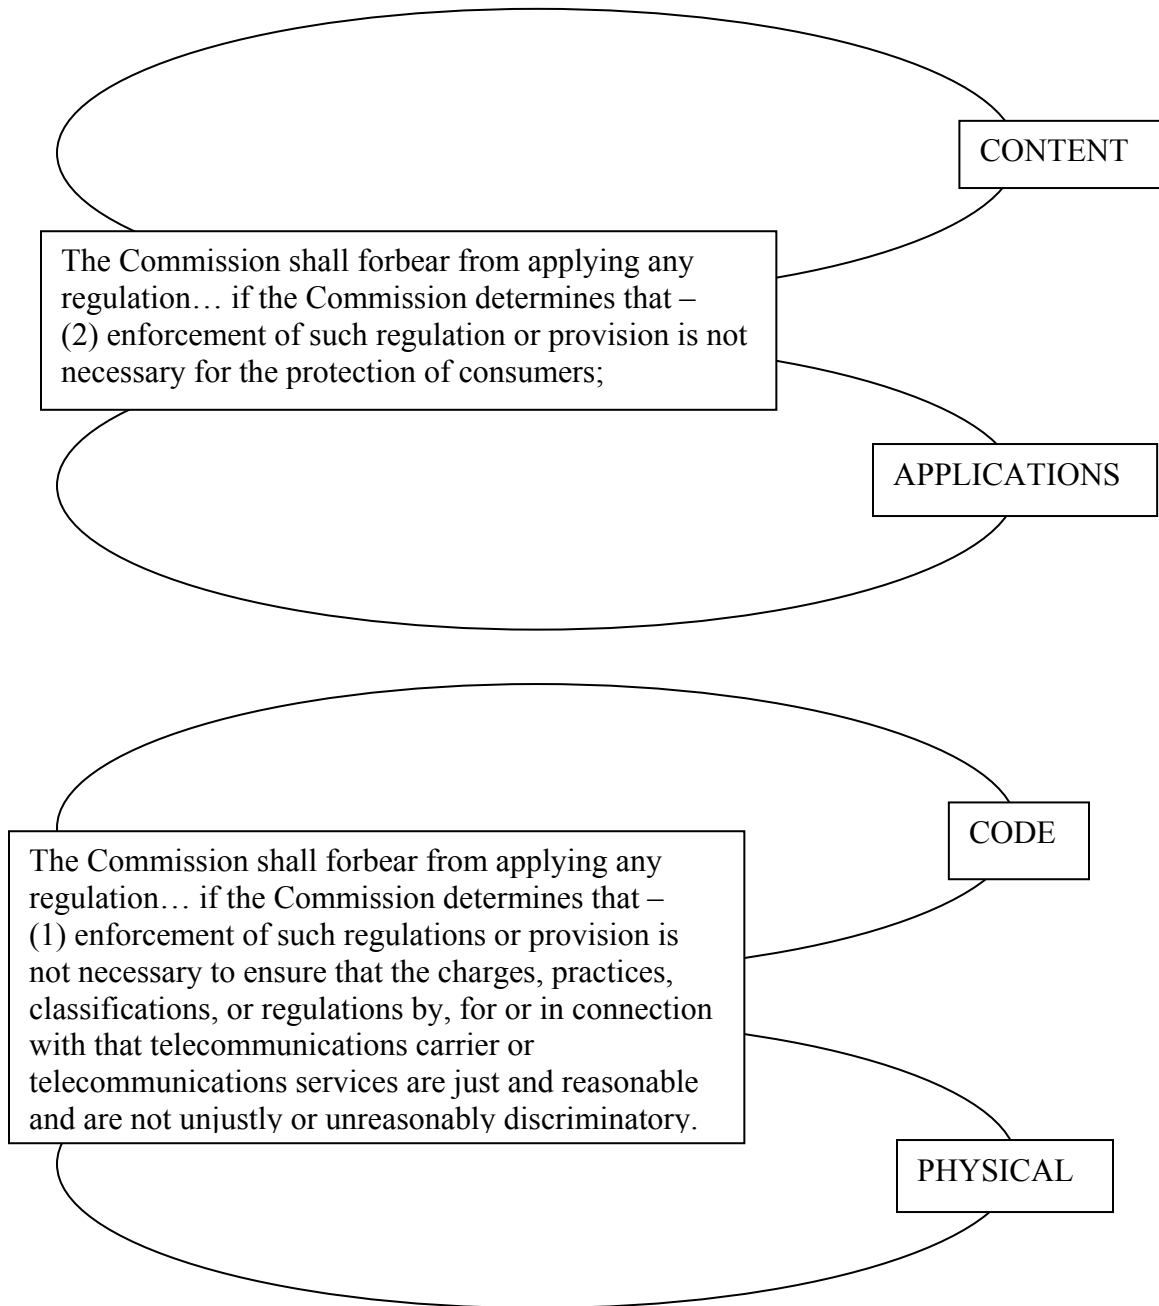 CONTENT
The Commission shall forbear from applying any
regulation… if the Commission determines that –
(2) enforcement of such regulation or provision is not
necessary for the protection of consumers;
APPLICATIONS
CODE
The Commission shall forbear from applying any
regulation… if the Commission determines that –
(1) enforcement of such regulations or provision is
not necessary to ensure that the charges, practices,
classifications, or regulations by, for or in connection
with that telecommunications carrier or
telecommunications services are just and reasonable
and are not unjustly or unreasonably discriminatory.
PHYSICAL